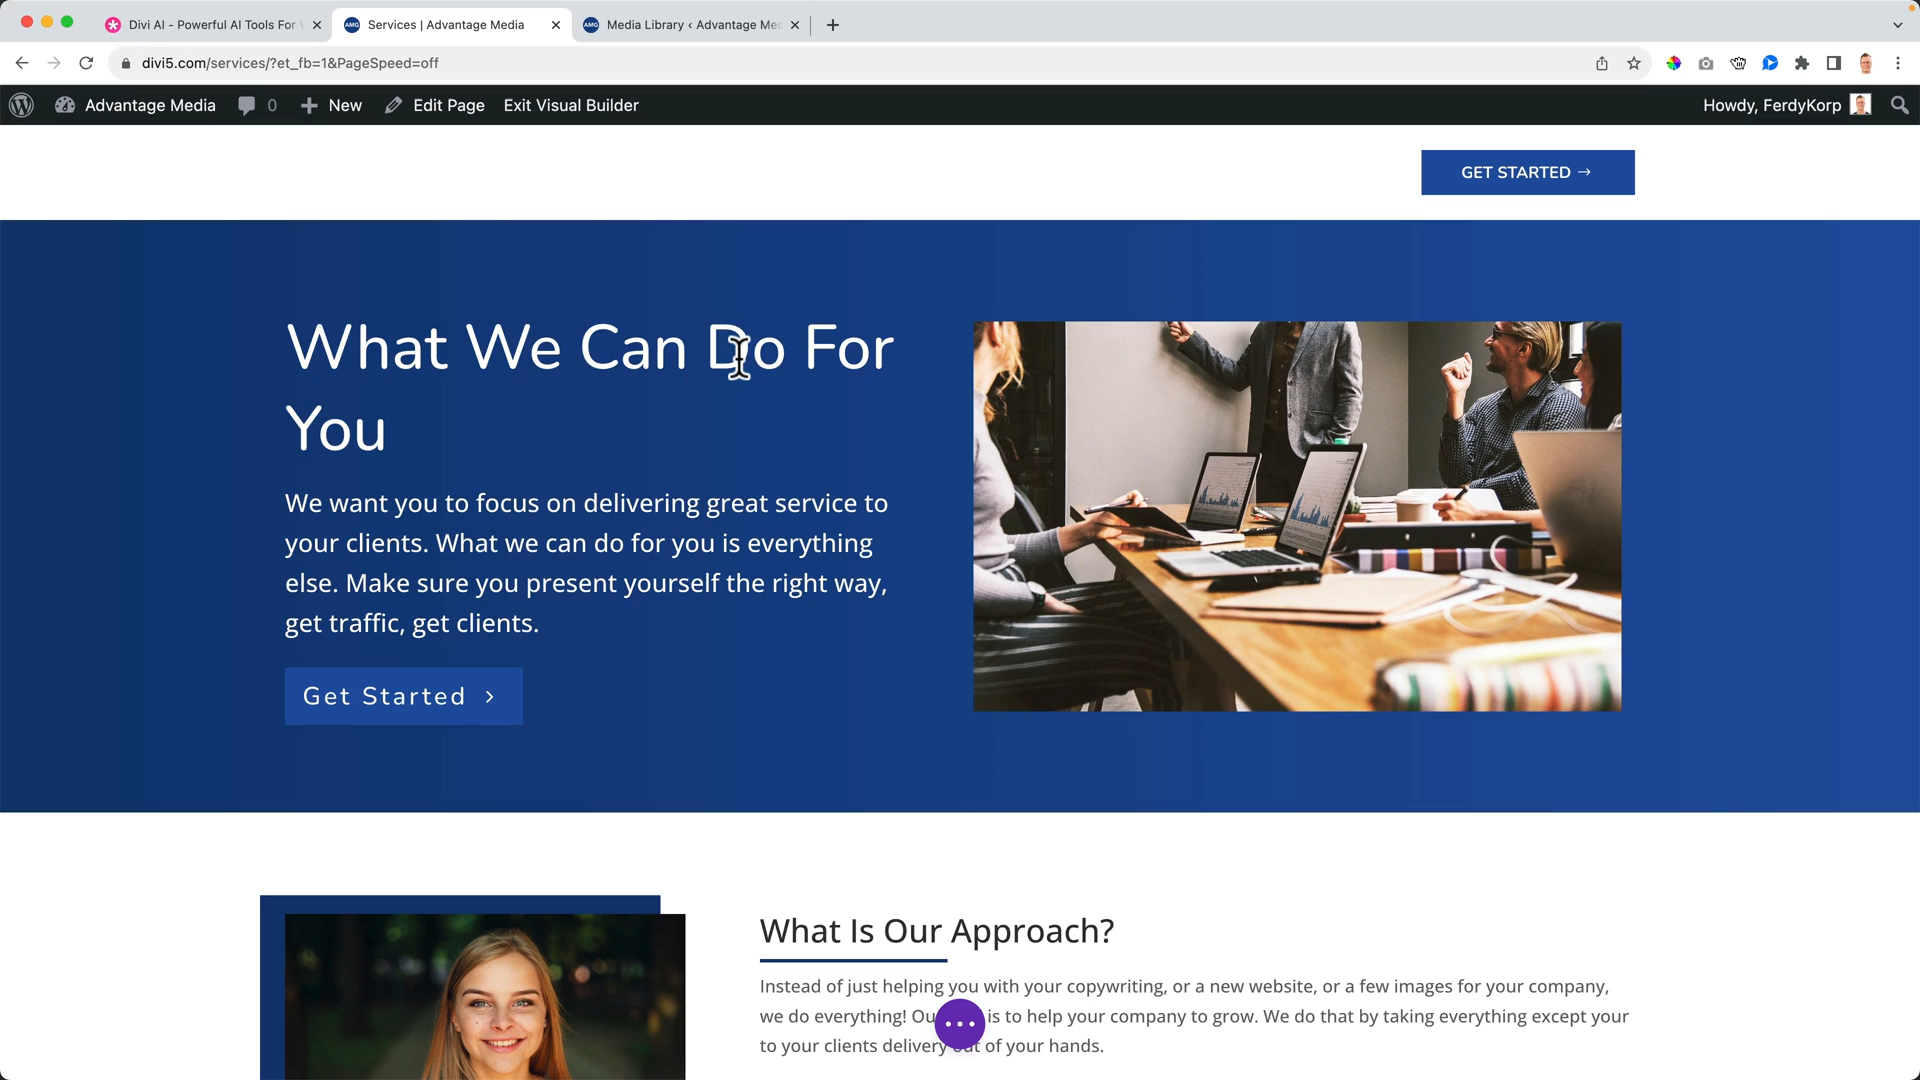 Divi AI - Powerful AI Tools For
AMG Services | Advantage Media
AMG Media Library ‹ Advantage Med
divi5.com/services/?et_fb=1&PageSpeed=off
Advantage Media 0 New Edit Page Exit Visual Builder Howdy, FerdyKorp
GET STARTED →
What We Can Do For
You
We want you to focus on delivering great service to
your clients. What we can do for you is everything
else. Make sure you present yourself the right way,
get traffic, get clients.
Get Started >
What Is Our Approach?
Instead of just helping you with your copywriting, or a new website, or a few images for your company,
we do everything! Ou is to help your company to grow. We do that by taking everything except your
to your clients delivery out of your hands.